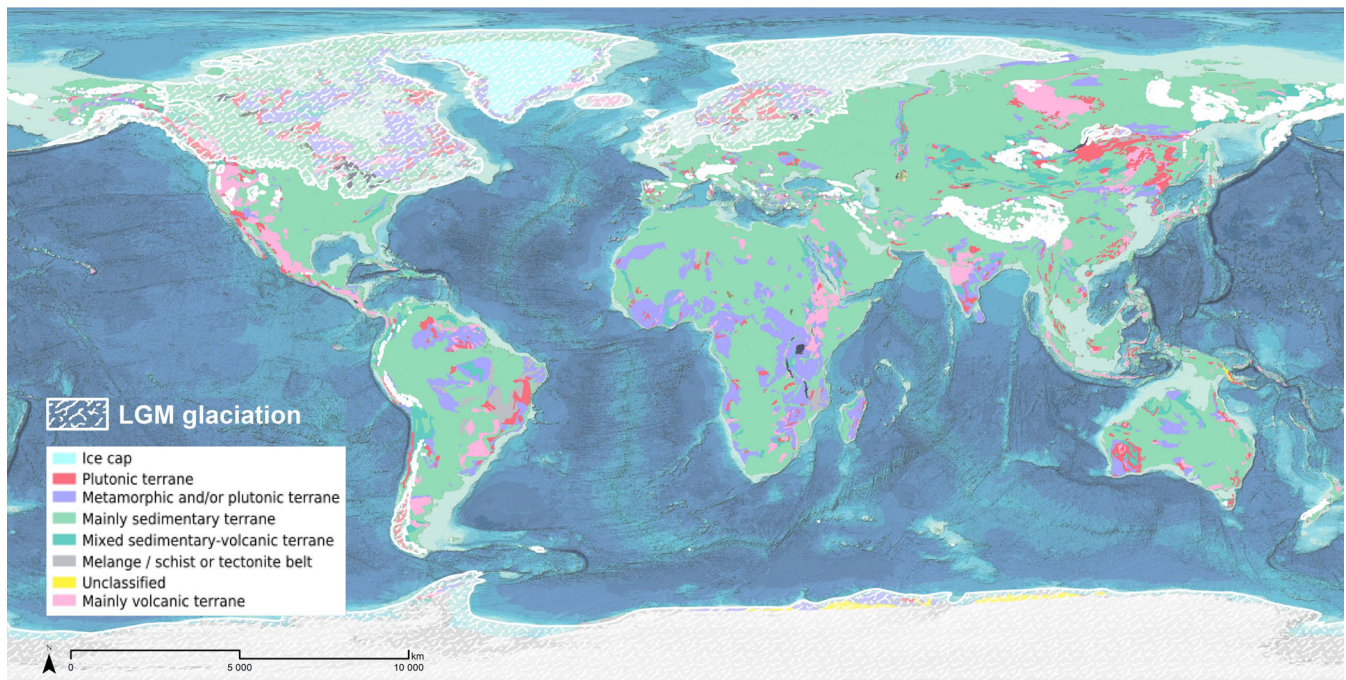 LGM glaciation
Ice cap
Plutonic terrane
Metamorphic and/or plutonic terrane
Mainly sedimentary terrane
Mixed sedimentary-volcanic terrane
Melange / schist or tectonite belt
Unclassified
Mainly volcanic terrane
N
km
0 5 000 10 000